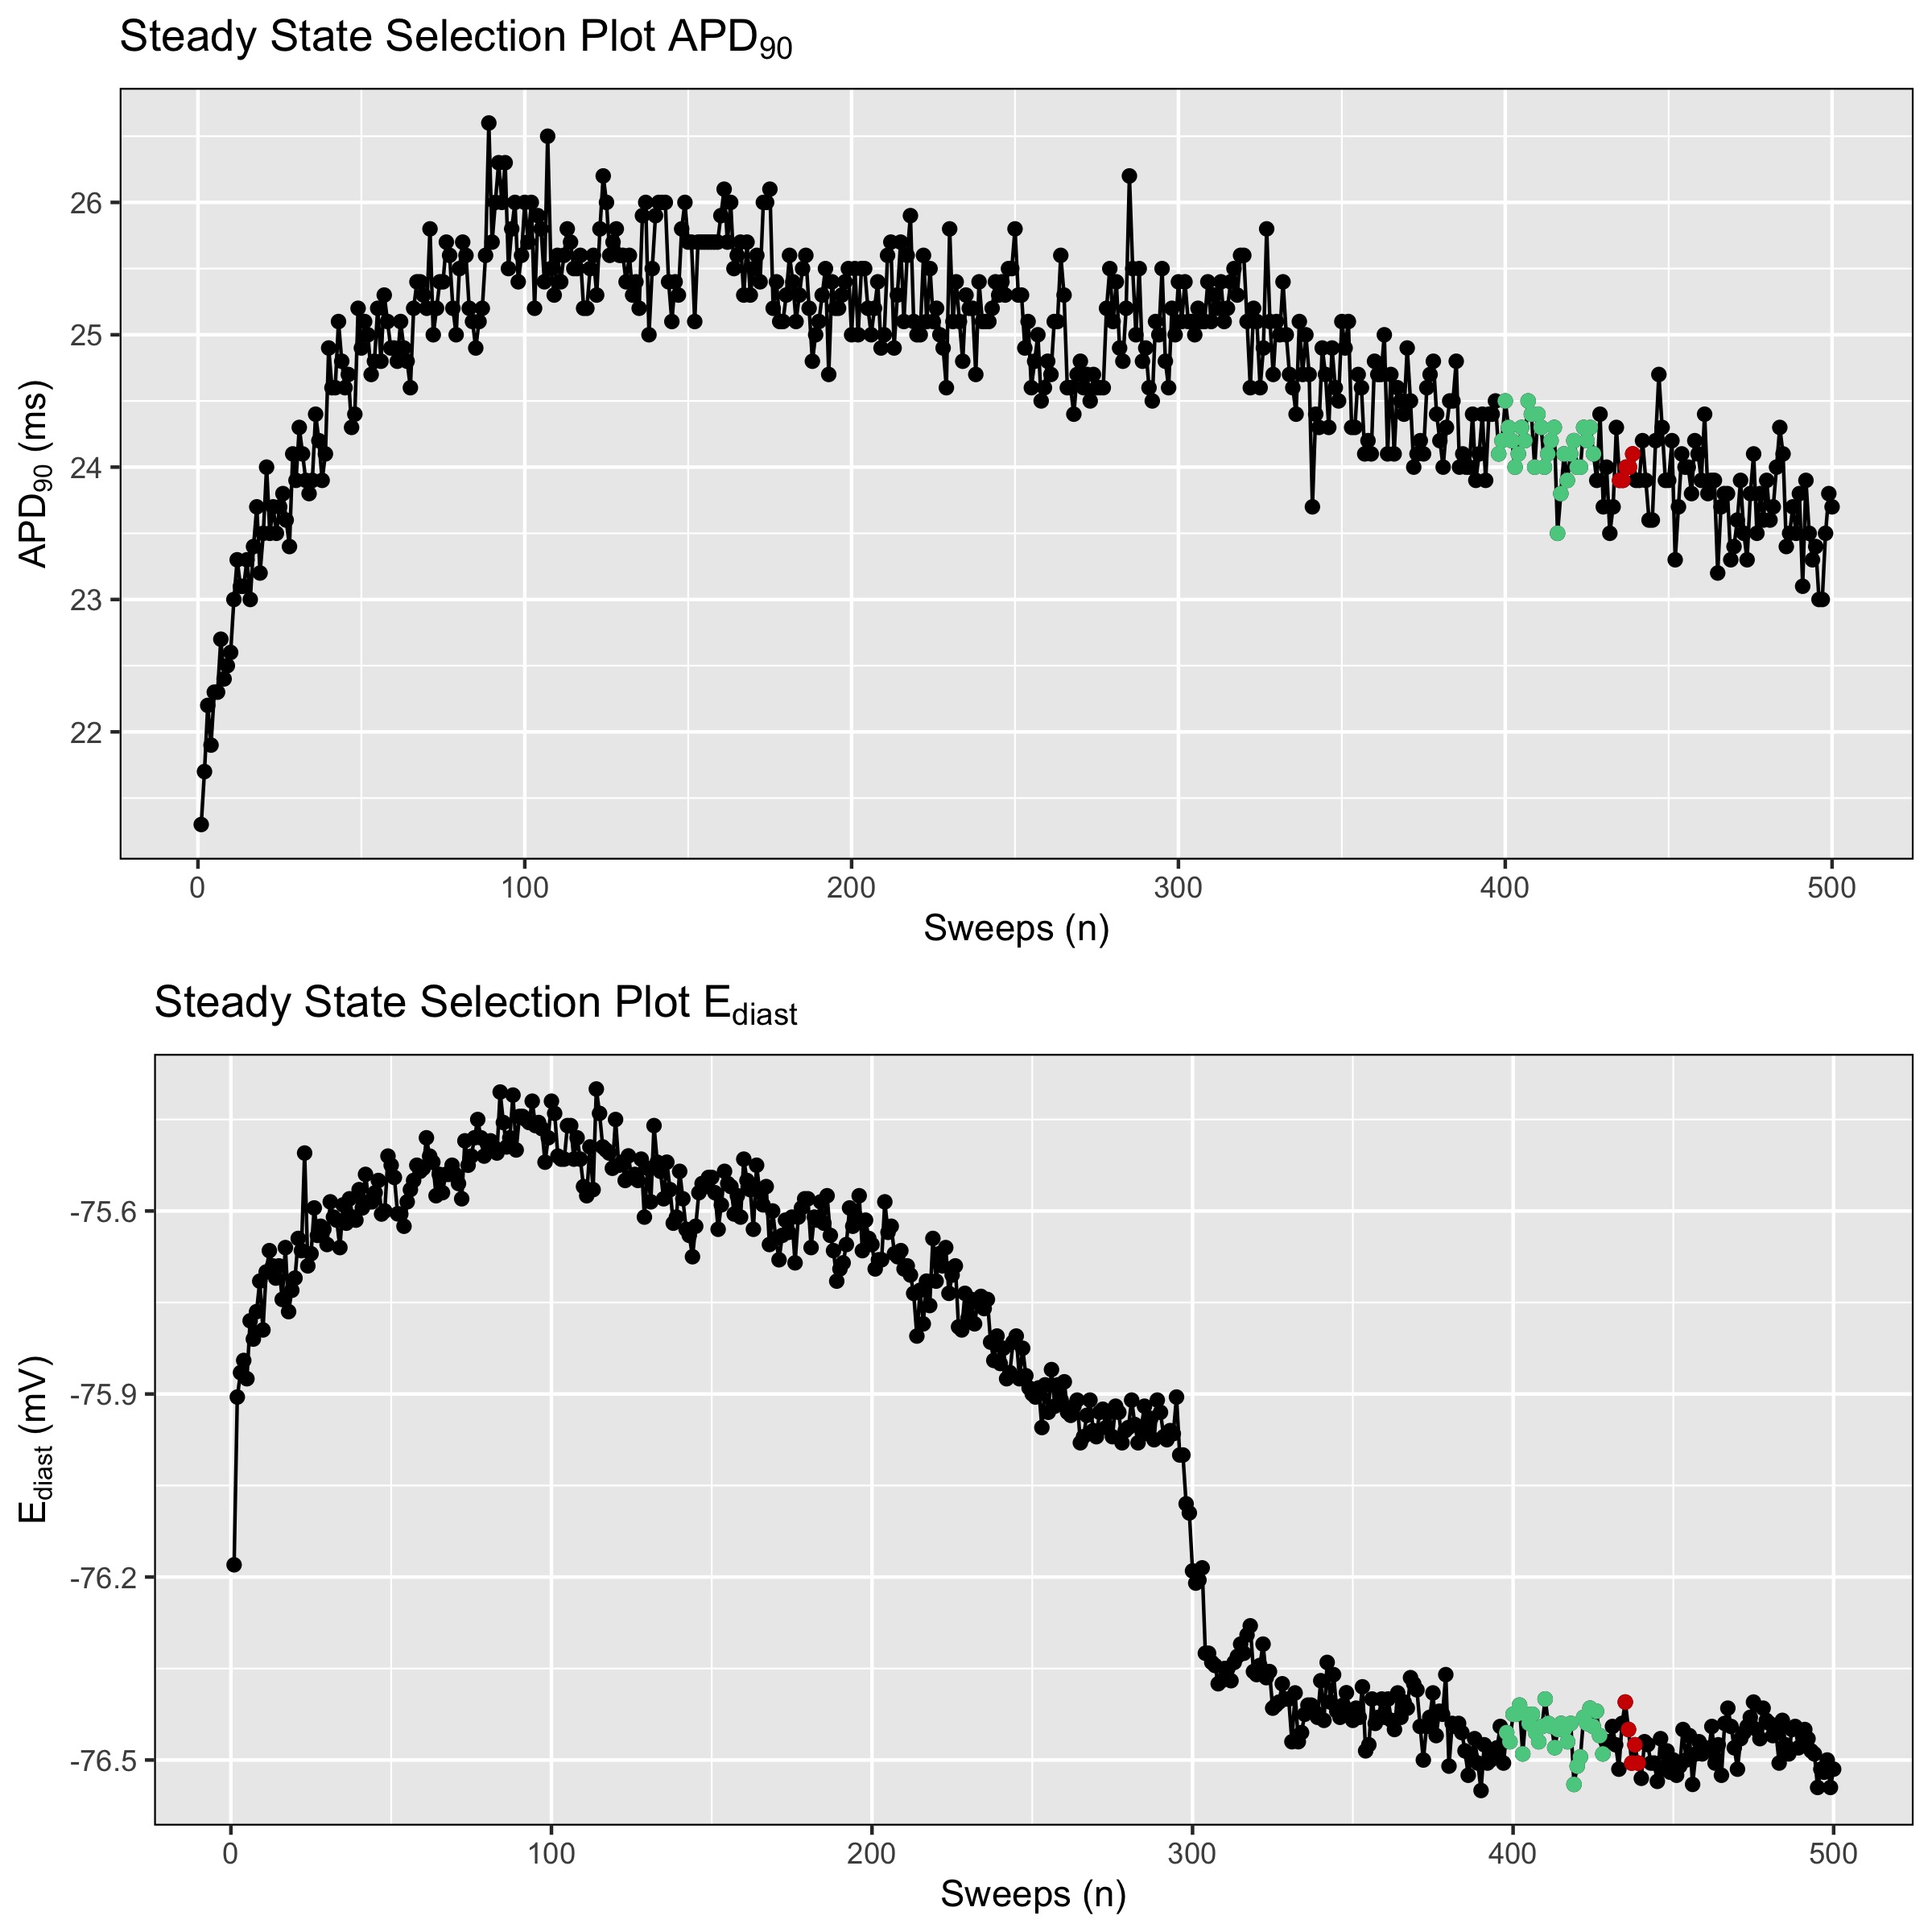 Steady State Selection Plot APD90
APD90 (ms)
26
25
24
23
22
0 100 200 300 400 500
Sweeps (n)
Steady State Selection Plot Ediast
Ediast (mV)
-75.6
-75.9
-76.2
-76.5
0 100 200 300 400 500
Sweeps (n)